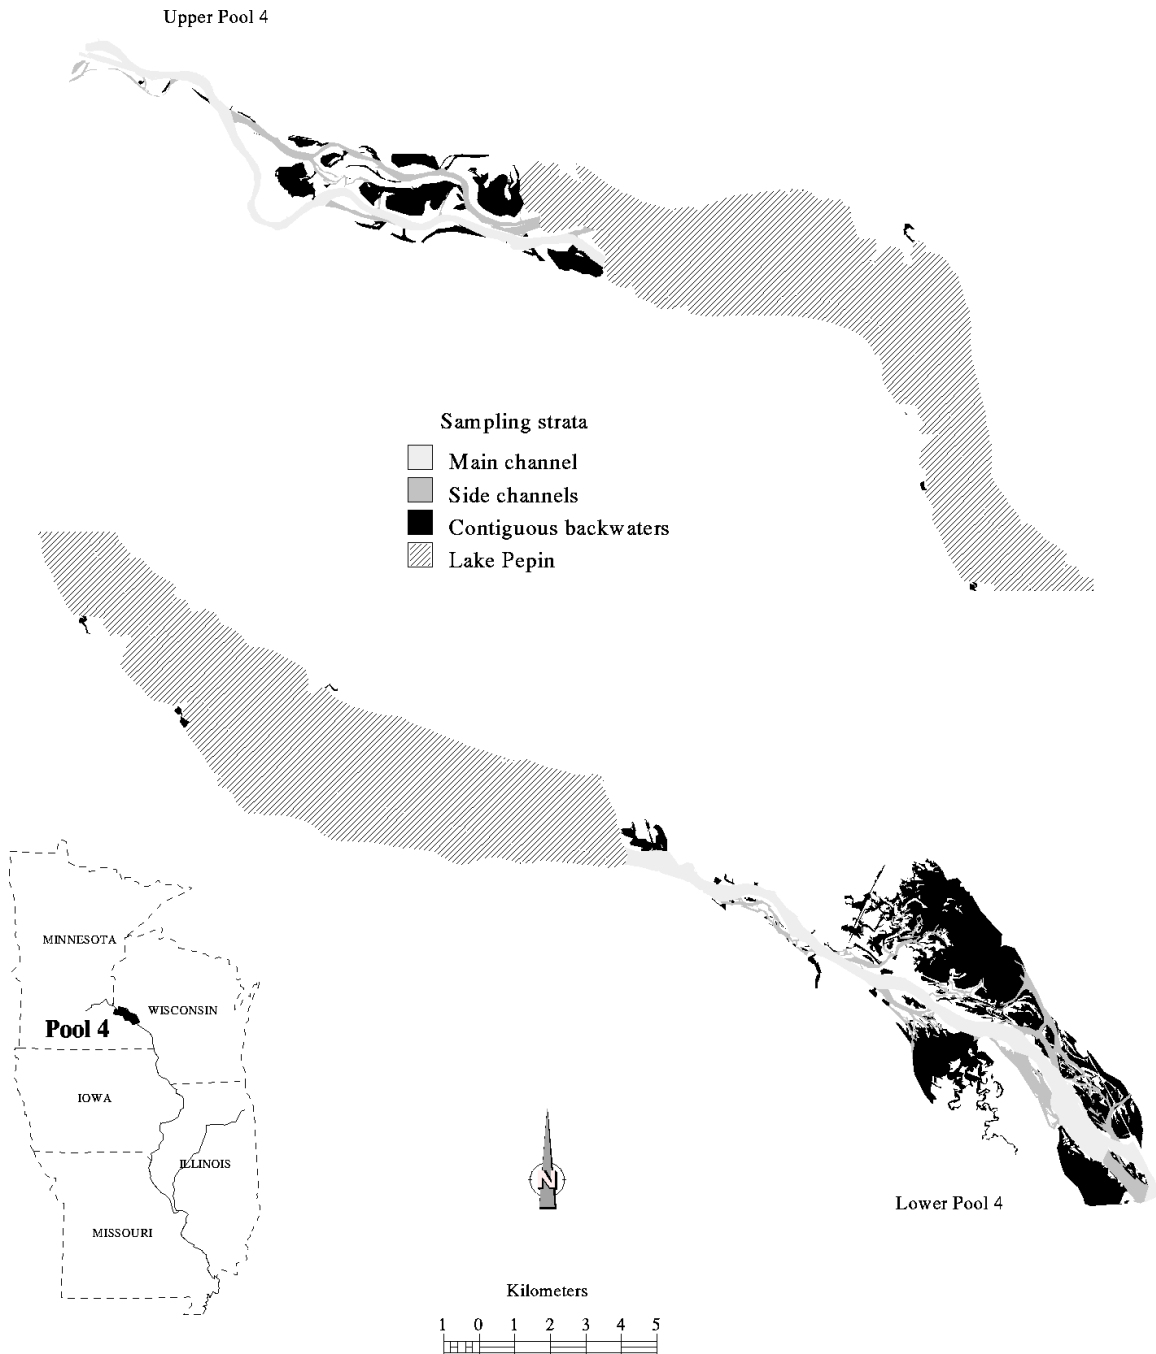 Upper Pool 4
Sampling strata
Main channel
Side channels
Contiguous backwaters
Lake Pepin
MINNESOTA
WISCONSIN
Pool 4
IOWA
ILLINOIS
MISSOURI
N
Lower Pool 4
Kilometers
1 0 1 2 3 4 5